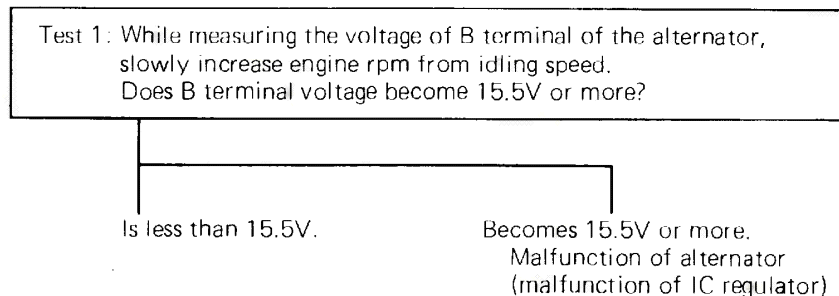 Test 1: While measuring the voltage of B terminal of the alternator,
slowly increase engine rpm from idling speed.
Does B terminal voltage become 15.5V or more?
Is less than 15.5V.
Becomes 15.5V or more.
Malfunction of alternator
(malfunction of IC regulator)